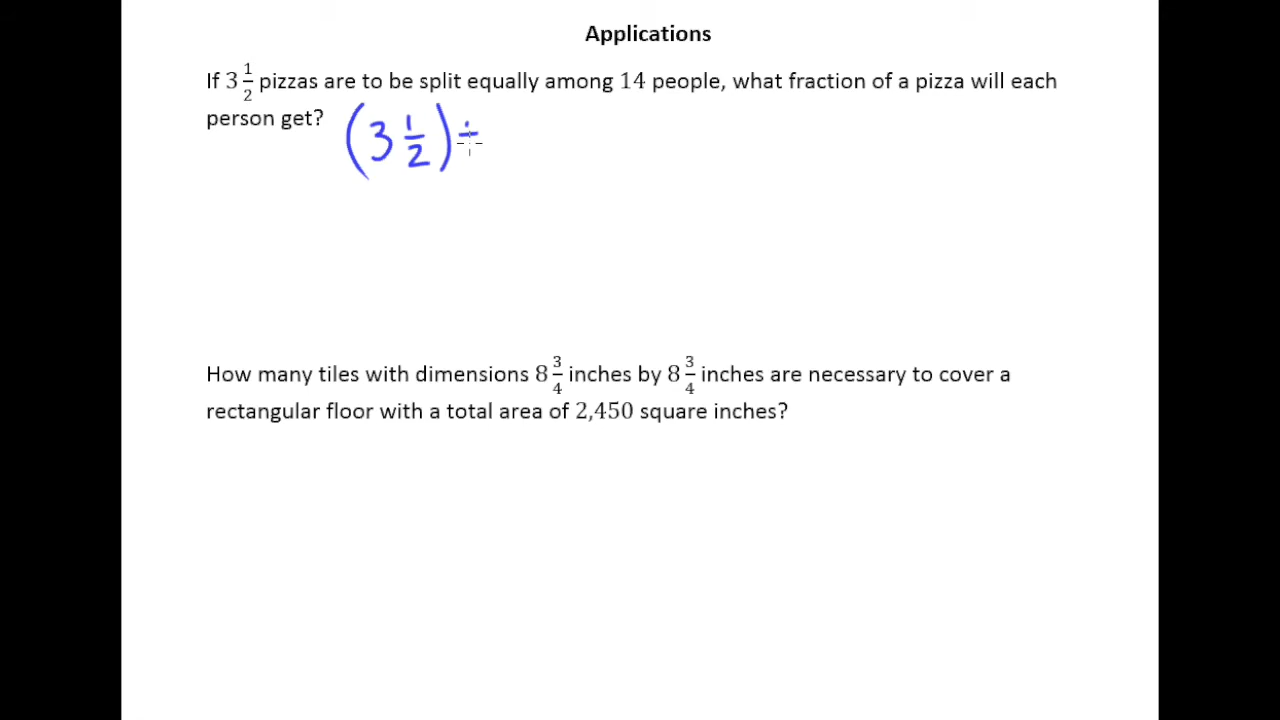 Applications
If 3 1/2 pizzas are to be split equally among 14 people, what fraction of a pizza will each
person get? (3 1/2) ÷
How many tiles with dimensions 8 3/4 inches by 8 3/4 inches are necessary to cover a
rectangular floor with a total area of 2,450 square inches?